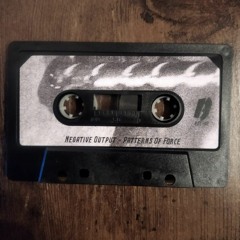 Negative Output - Patterns Of Force